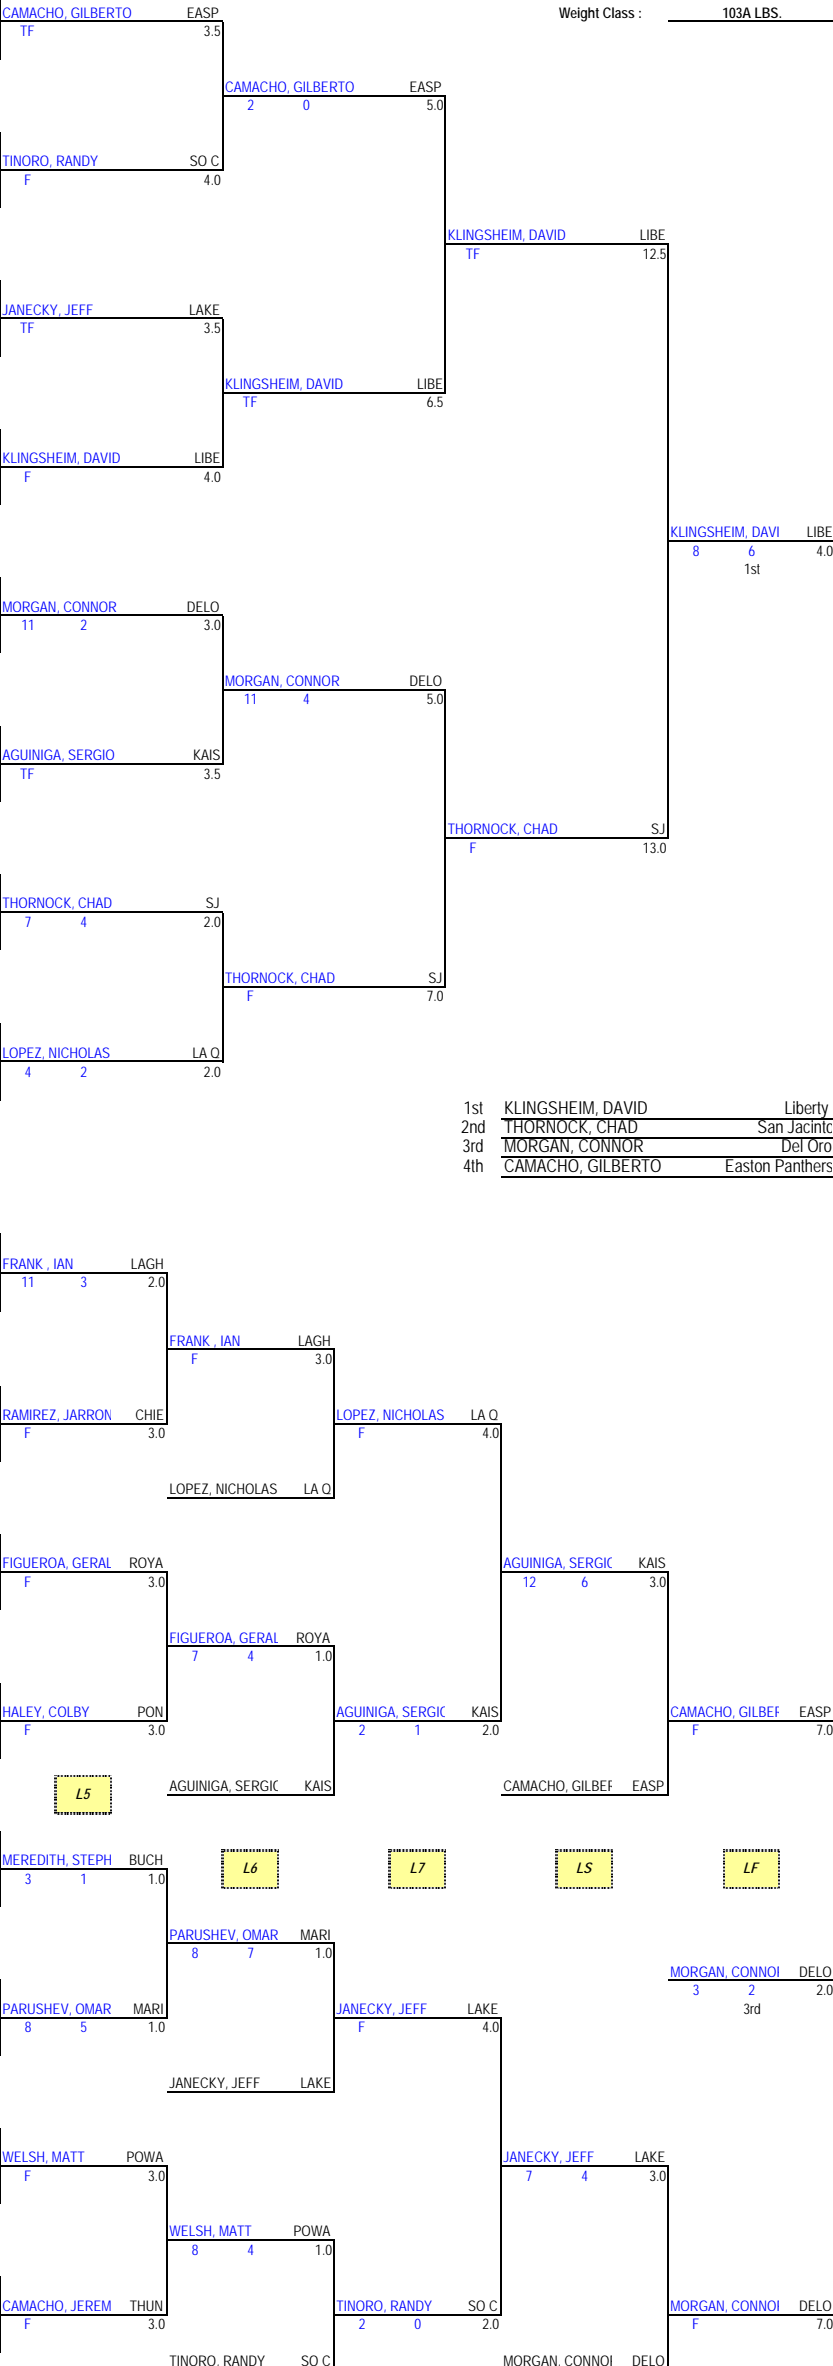 CAMACHO, GILBERTO EASP Weight Class : 103A LBS.
TF 3.5
CAMACHO, GILBERTO EASP
2 0 5.0
TINORO, RANDY SO C
F 4.0
KLINGSHEIM, DAVID LIBE
TF 12.5
JANECKY, JEFF LAKE
TF 3.5
KLINGSHEIM, DAVID LIBE
TF 6.5
KLINGSHEIM, DAVID LIBE
F 4.0
KLINGSHEIM, DAVI LIBE
8 6 4.0
1st
MORGAN, CONNOR DELO
11 2 3.0
MORGAN, CONNOR DELO
11 4 5.0
AGUINIGA, SERGIO KAIS
TF 3.5
THORNOCK, CHAD SJ
F 13.0
THORNOCK, CHAD SJ
7 4 2.0
THORNOCK, CHAD SJ
F 7.0
LOPEZ, NICHOLAS LA Q
4 2 2.0
1st KLINGSHEIM, DAVID Liberty
2nd THORNOCK, CHAD San Jacinto
3rd MORGAN, CONNOR Del Oro
4th CAMACHO, GILBERTO Easton Panthers
FRANK , IAN LAGH
11 3 2.0
FRANK , IAN LAGH
F 3.0
RAMIREZ, JARRON CHIE LOPEZ, NICHOLAS LA Q
F 3.0 F 4.0
LOPEZ, NICHOLAS LA Q
FIGUEROA, GERAL ROYA AGUINIGA, SERGIC KAIS
F 3.0 12 6 3.0
FIGUEROA, GERAL ROYA
7 4 1.0
HALEY, COLBY PON AGUINIGA, SERGIC KAIS CAMACHO, GILBEF EASP
F 3.0 2 1 2.0 F 7.0
L5 AGUINIGA, SERGIC KAIS CAMACHO, GILBEF EASP
MEREDITH, STEPH BUCH L6 L7 LS LF
3 1 1.0
PARUSHEV, OMAR MARI
8 7 1.0
MORGAN, CONNOI DELO
3 2 2.0
PARUSHEV, OMAR MARI JANECKY, JEFF LAKE 3rd
8 5 1.0 F 4.0
JANECKY, JEFF LAKE
WELSH, MATT POWA JANECKY, JEFF LAKE
F 3.0 7 4 3.0
WELSH, MATT POWA
8 4 1.0
CAMACHO, JEREM THUN TINORO, RANDY SO C MORGAN, CONNOI DELO
F 3.0 2 0 2.0 F 7.0
TINORO, RANDY SO C MORGAN, CONNOI DELO